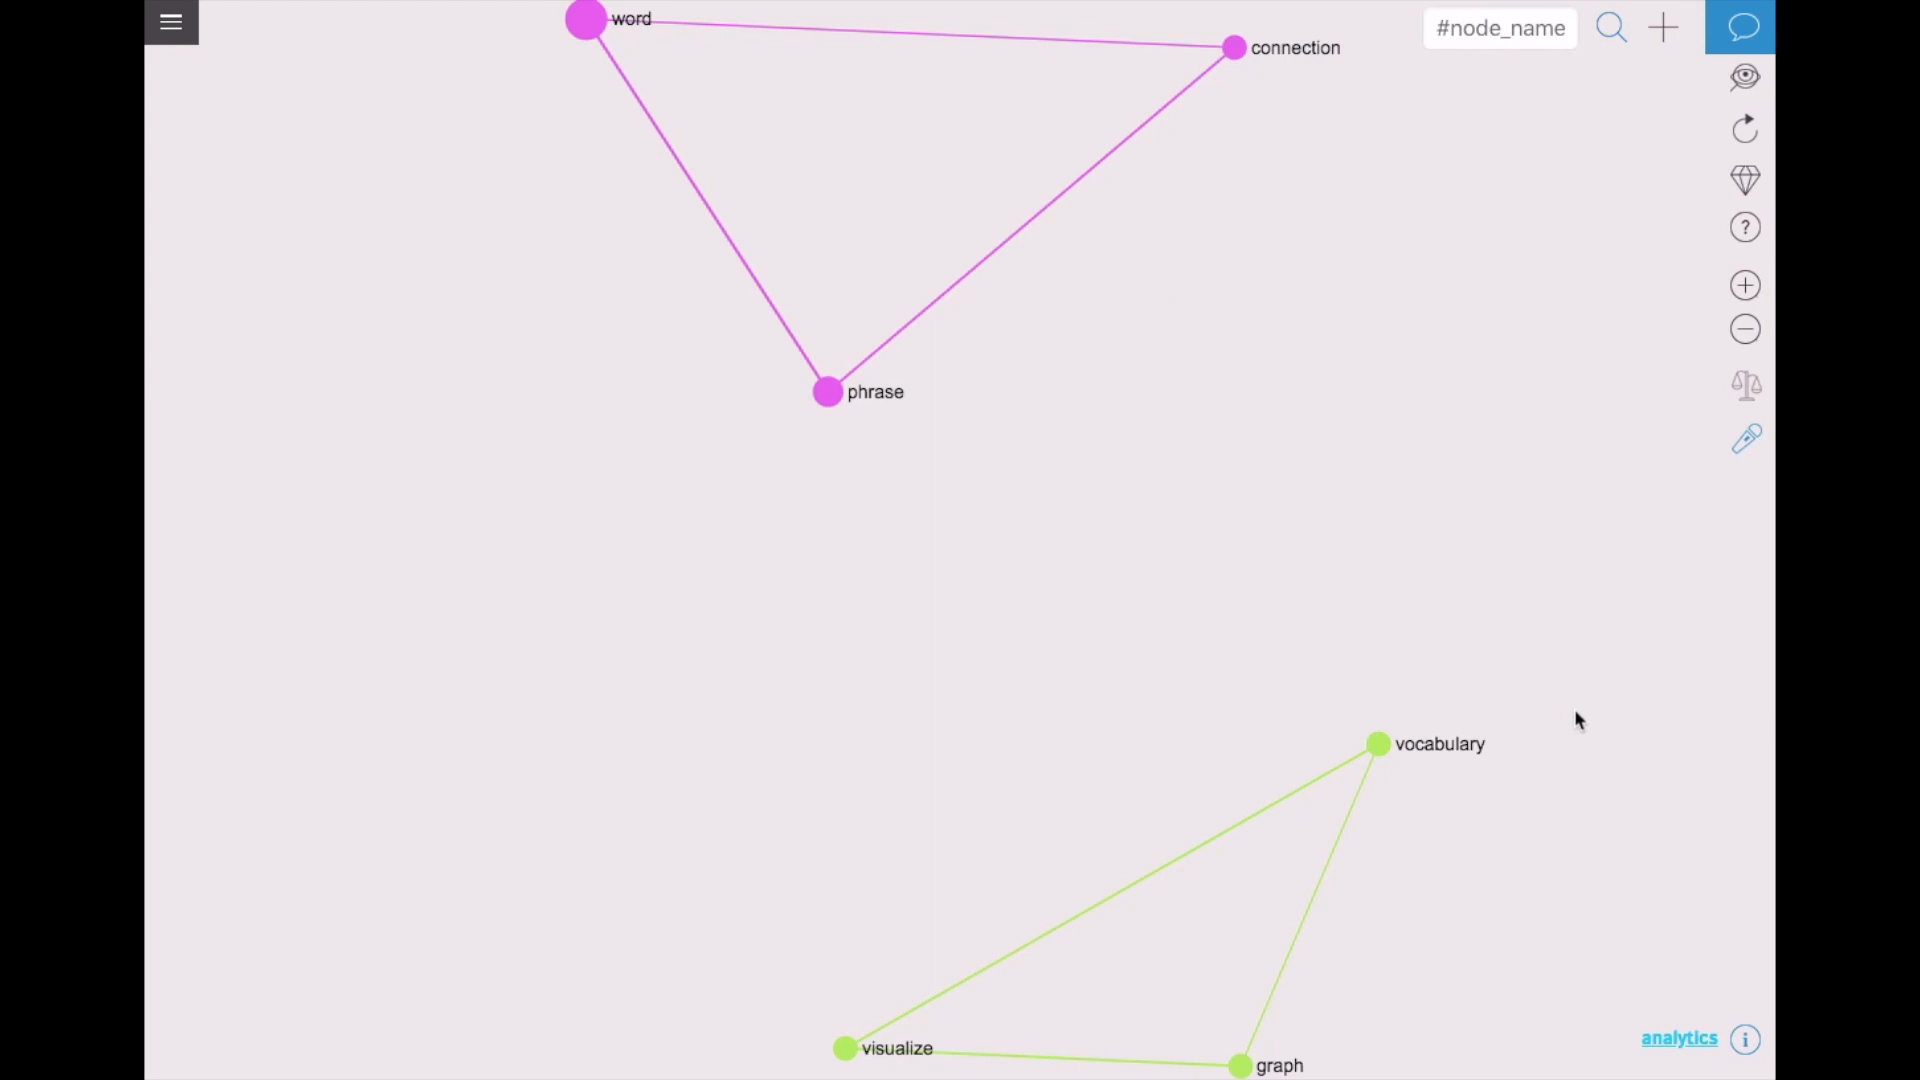 word
#node_name
connection
?
phrase
vocabulary
analytics
i
visualize
graph